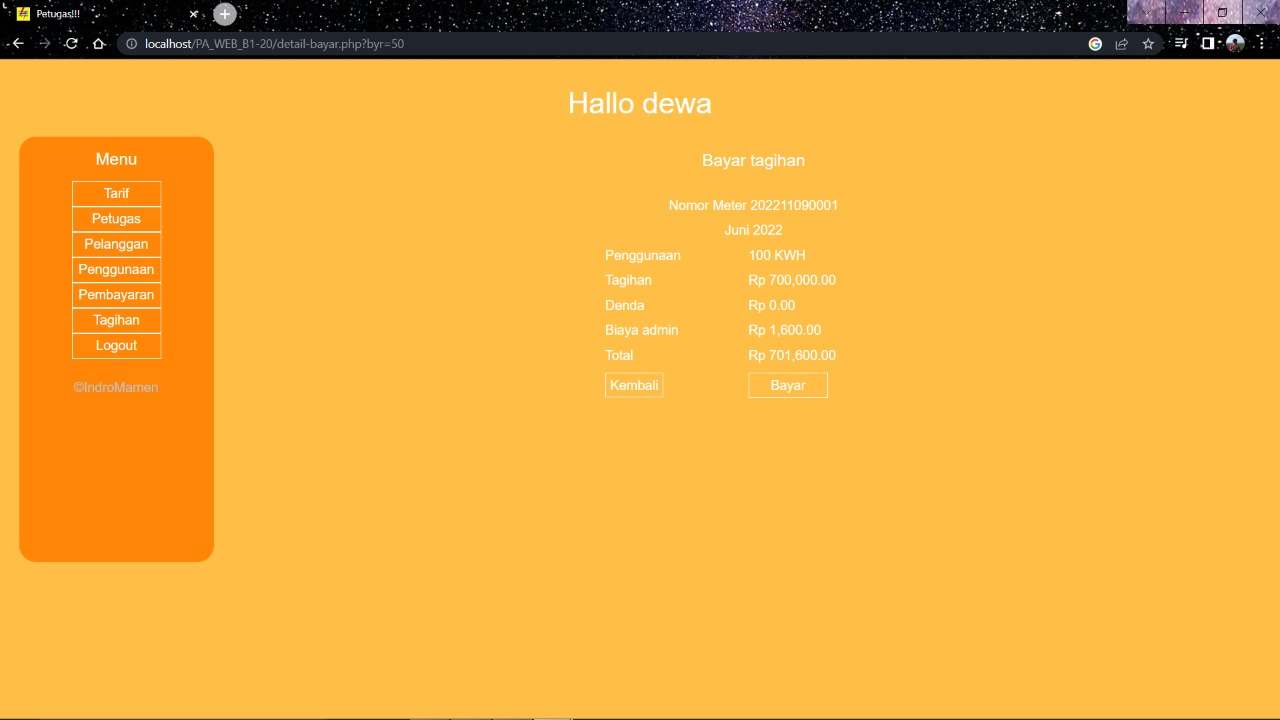 Petugas!!!
localhost/PA_WEB_B1-20/detail-bayar.php?byr=50
Hallo dewa
Menu
Tarif
Petugas
Pelanggan
Penggunaan
Pembayaran
Tagihan
Logout
©IndroMamen
Bayar tagihan
Nomor Meter 202211090001
Juni 2022
Penggunaan 100 KWH
Tagihan Rp 700,000.00
Denda Rp 0.00
Biaya admin Rp 1,600.00
Total Rp 701,600.00
Kembali Bayar